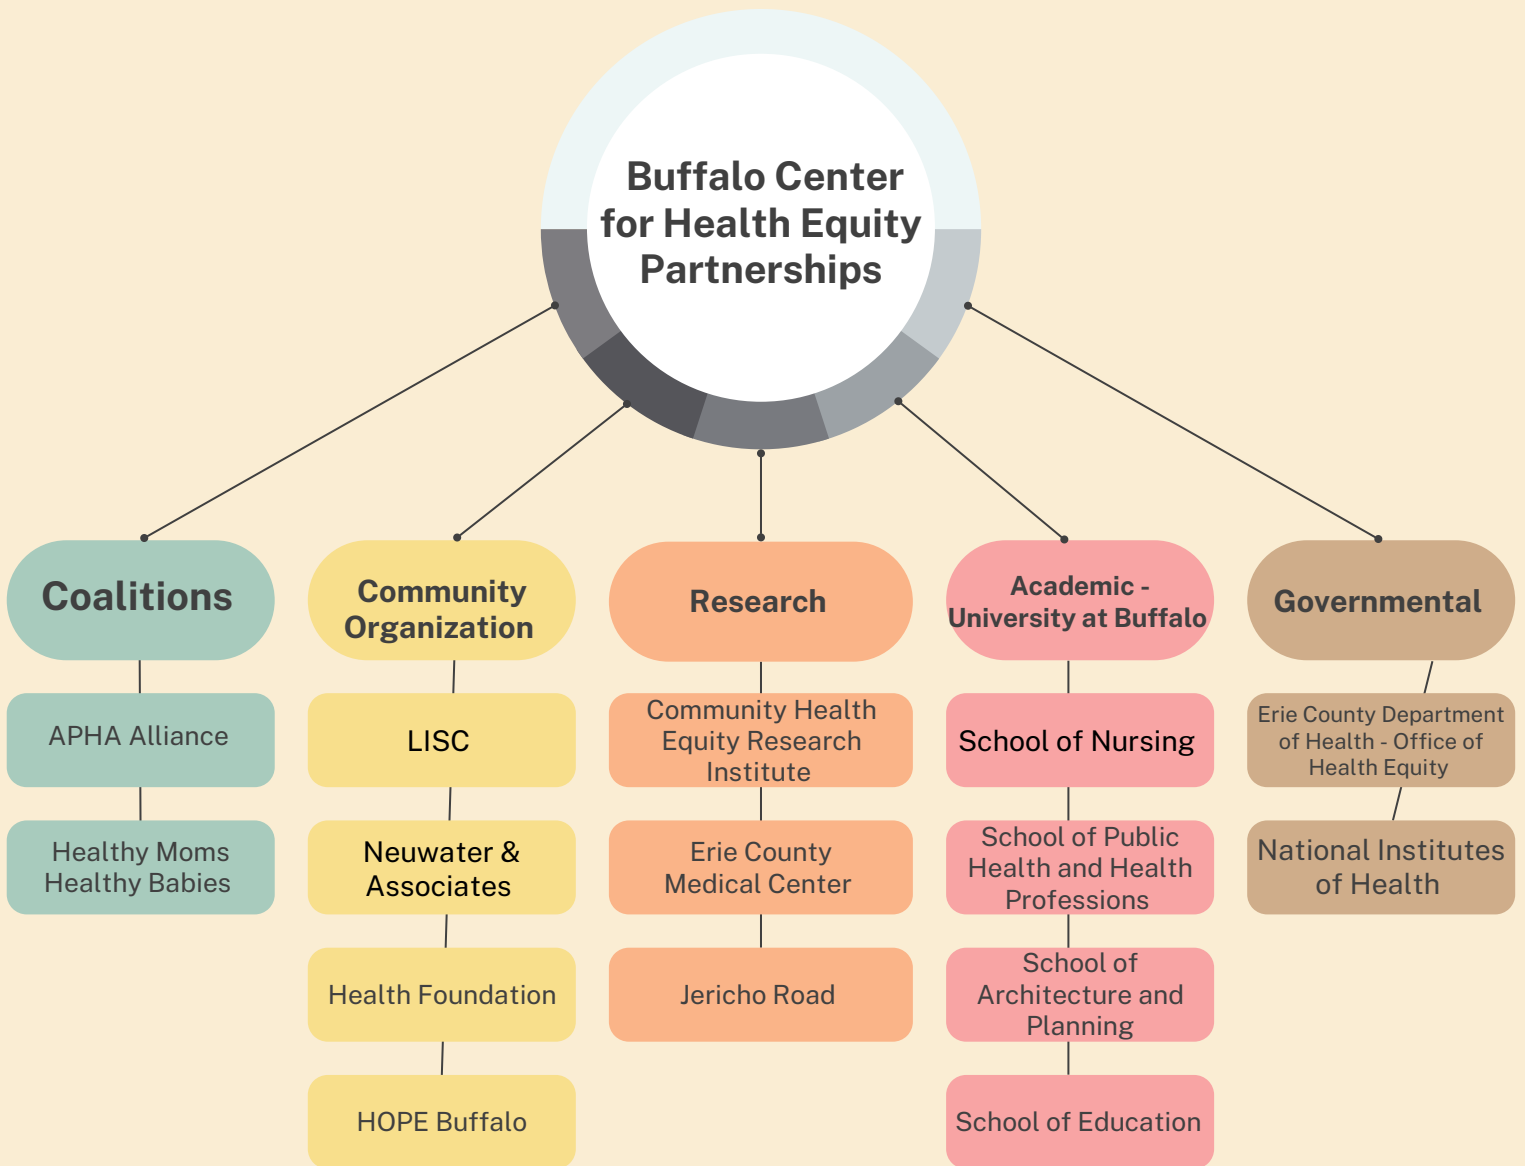 Buffalo Center
for Health Equity
Partnerships
Coalitions
APHA Alliance
Healthy Moms
Healthy Babies
Community
Organization
LISC
Neuwater &
Associates
Health Foundation
HOPE Buffalo
Research
Community Health
Equity Research
Institute
Erie County
Medical Center
Jericho Road
Academic -
University at Buffalo
School of Nursing
School of Public
Health and Health
Professions
School of
Architecture and
Planning
School of Education
Governmental
Erie County Department
of Health - Office of
Health Equity
National Institutes
of Health